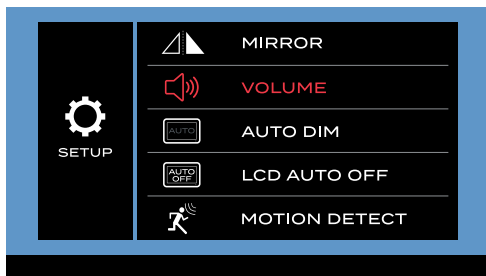 MIRROR
VOLUME
AUTO
AUTO DIM
SETUP
AUTO
OFF
LCD AUTO OFF
MOTION DETECT